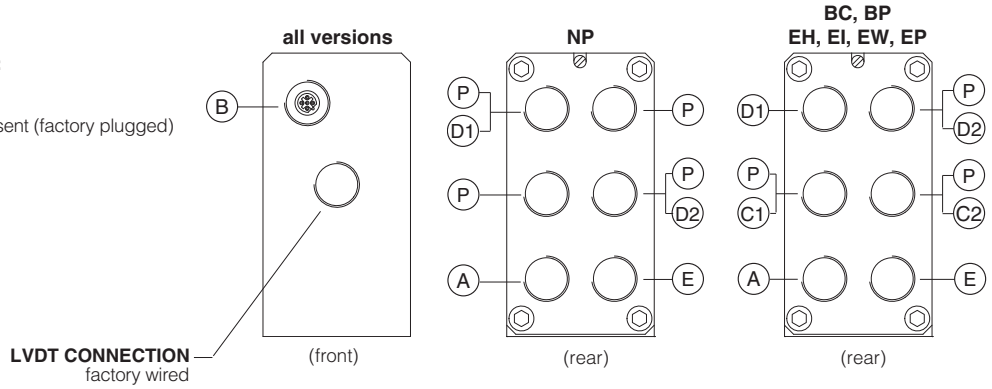 BC, BP
all versions
NP
EH, EI, EW, EP
B
P
D1
P
D1
P
D2
sent (factory plugged)
P
P
D2
P
C1
P
C2
A
E
A
E
LVDT CONNECTION
factory wired
(front)
(rear)
(rear)